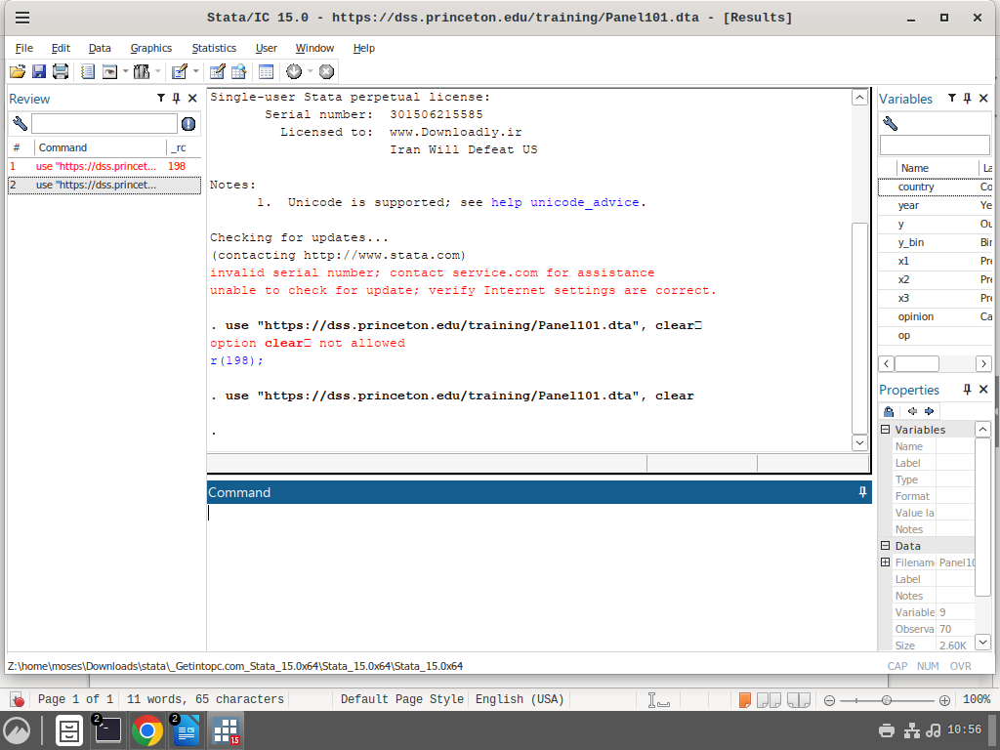 Stata/IC 15.0 - https://dss.princeton.edu/training/Panel101.dta - [Results]
File Edit Data Graphics Statistics User Window Help
Review
# Command _rc
1 use "https://dss.princet... 198
2 use "https://dss.princet...
Single-user Stata perpetual license:
Serial number: 301506215585
Licensed to: www.Downloadly.ir
Iran Will Defeat US
Notes:
1. Unicode is supported; see help unicode_advice.
Checking for updates...
(contacting http://www.stata.com)
invalid serial number; contact service.com for assistance
unable to check for update; verify Internet settings are correct.
. use "https://dss.princeton.edu/training/Panel101.dta", clear□
option clear□ not allowed
r(198);
. use "https://dss.princeton.edu/training/Panel101.dta", clear
.
Command
Variables
Name La
country Co
year Ye
y Ou
y_bin Bin
x1 Pre
x2 Pre
x3 Pre
opinion Ca
op
Properties
Variables
Name
Label
Type
Format
Value la
Notes
Data
Filenam Panel10
Label
Notes
Variable 9
Observa 70
Size 2.60K
Z:\home\moses\Downloads\stata\_Getintopc.com_Stata_15.0x64\Stata_15.0x64\Stata_15.0x64
CAP NUM OVR
Page 1 of 1 11 words, 65 characters Default Page Style English (USA) 100%
2 2 15 10:56